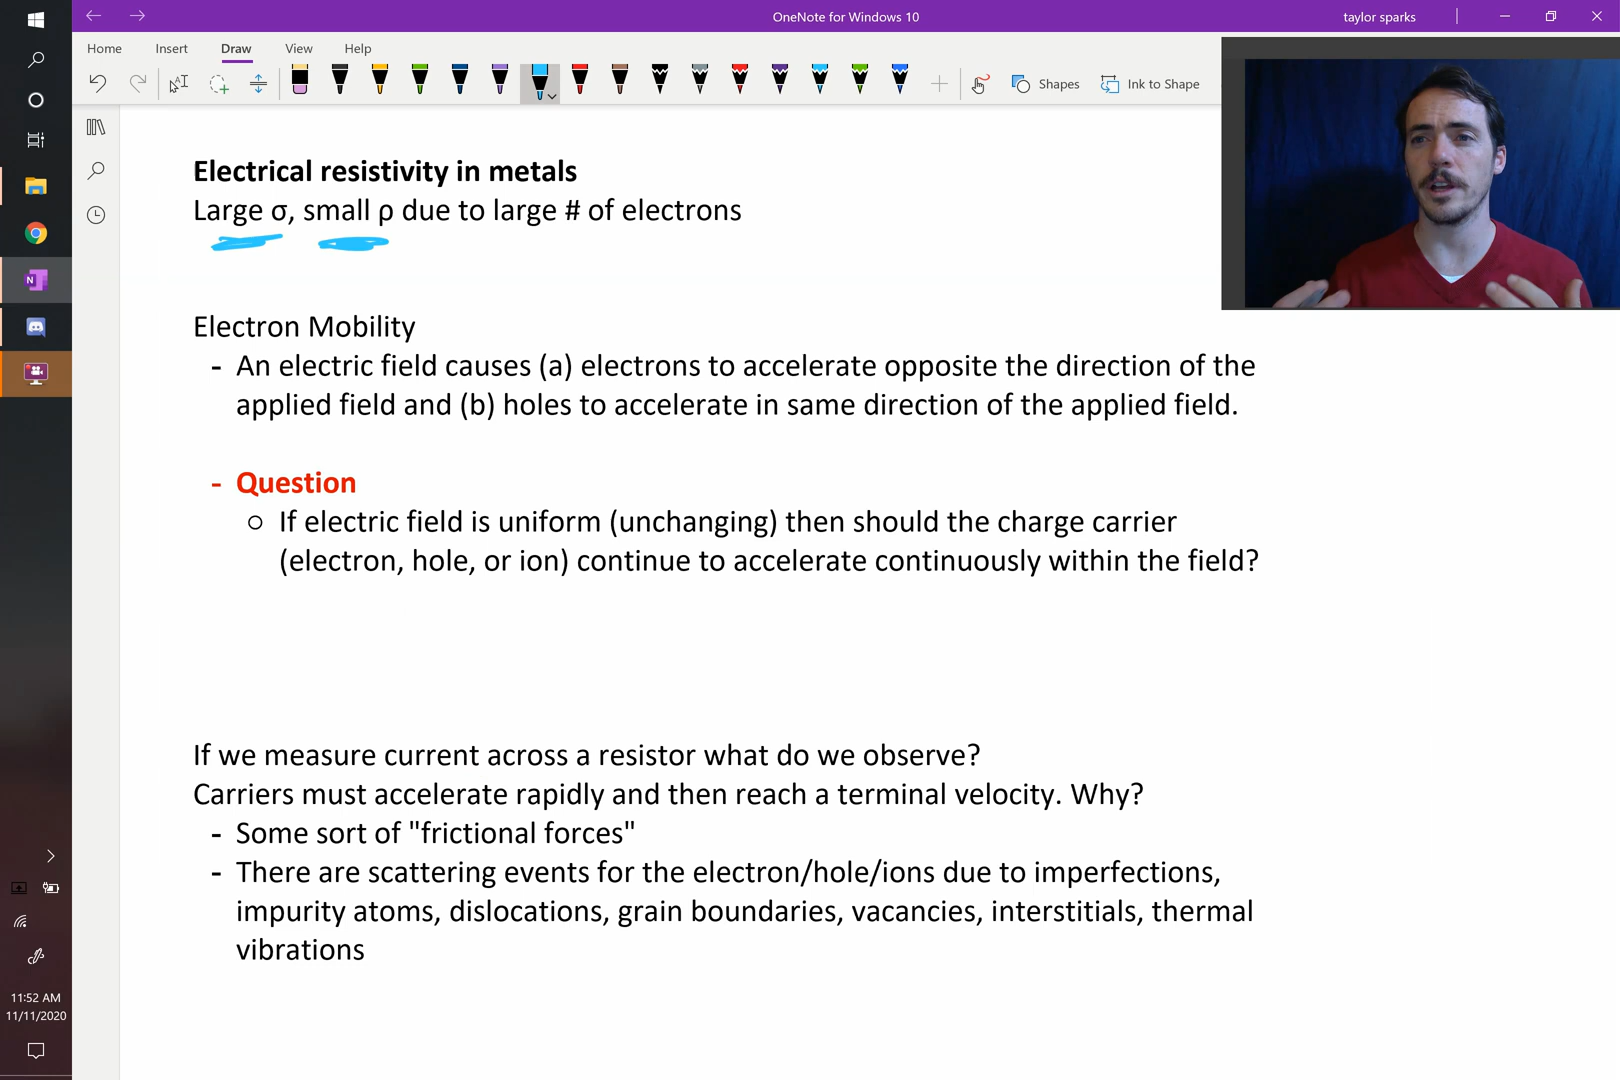 OneNote for Windows 10
taylor sparks
Home Insert Draw View Help
Shapes Ink to Shape
Electrical resistivity in metals
Large σ, small ρ due to large # of electrons
Electron Mobility
- An electric field causes (a) electrons to accelerate opposite the direction of the
applied field and (b) holes to accelerate in same direction of the applied field.
- Question
○ If electric field is uniform (unchanging) then should the charge carrier
(electron, hole, or ion) continue to accelerate continuously within the field?
If we measure current across a resistor what do we observe?
Carriers must accelerate rapidly and then reach a terminal velocity. Why?
- Some sort of "frictional forces"
- There are scattering events for the electron/hole/ions due to imperfections,
impurity atoms, dislocations, grain boundaries, vacancies, interstitials, thermal
vibrations
11:52 AM
11/11/2020